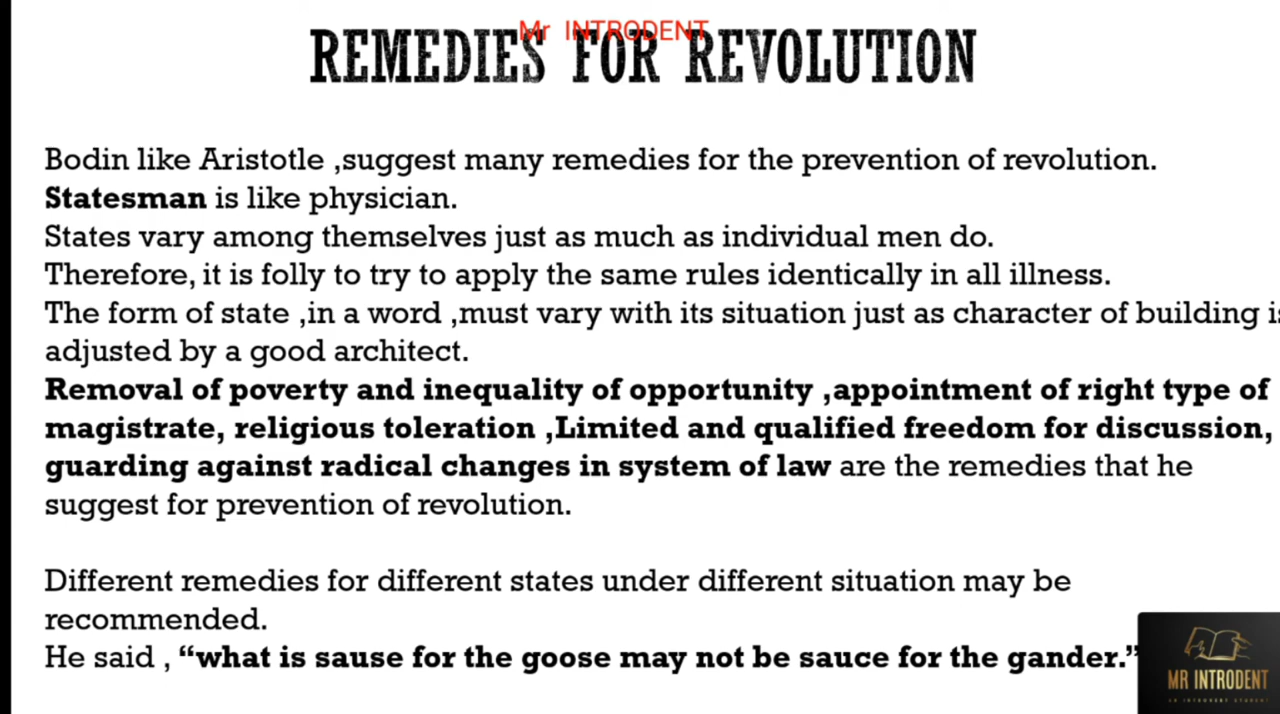 Mr INTRODENT
REMEDIES FOR REVOLUTION
Bodin like Aristotle ,suggest many remedies for the prevention of revolution.
Statesman is like physician.
States vary among themselves just as much as individual men do.
Therefore, it is folly to try to apply the same rules identically in all illness.
The form of state ,in a word ,must vary with its situation just as character of building is
adjusted by a good architect.
Removal of poverty and inequality of opportunity ,appointment of right type of
magistrate, religious toleration ,Limited and qualified freedom for discussion,
guarding against radical changes in system of law are the remedies that he
suggest for prevention of revolution.
Different remedies for different states under different situation may be
recommended.
He said , “what is sause for the goose may not be sauce for the gander.”
MR INTRODENT